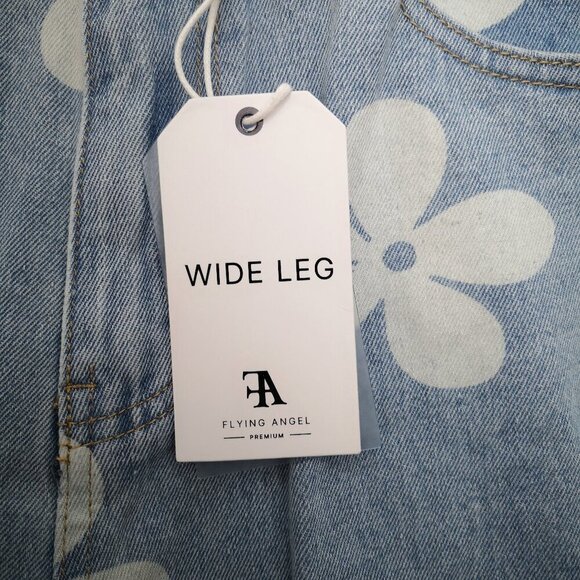 WIDE LEG
FA
FLYING ANGEL
PREMIUM